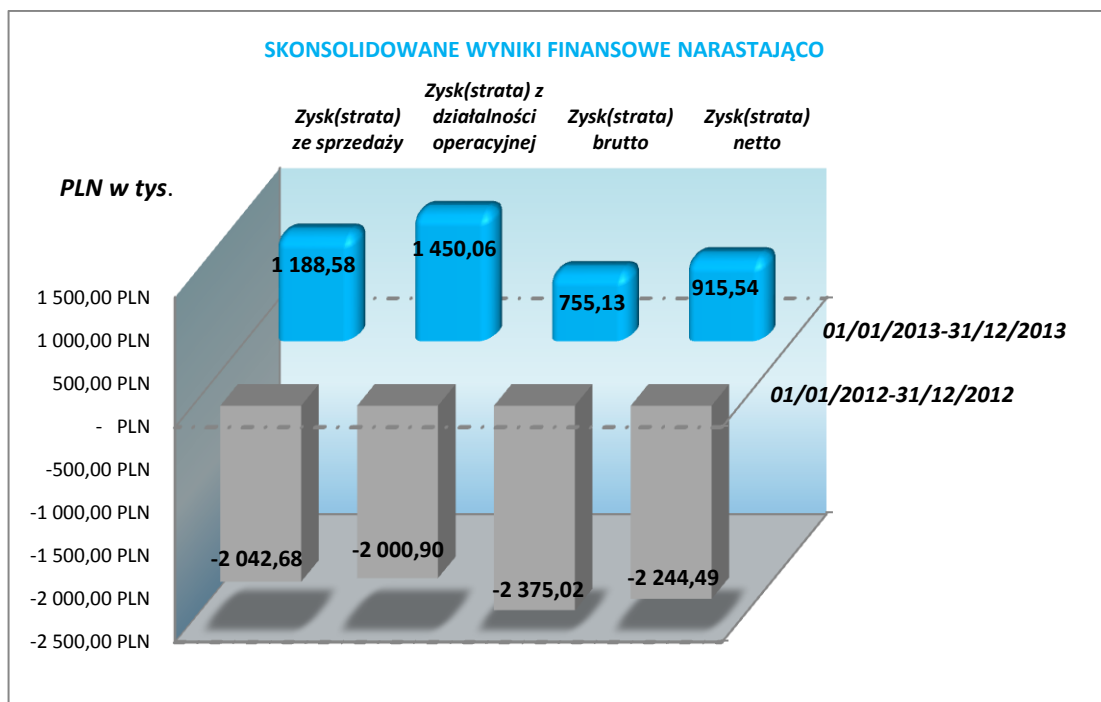 SKONSOLIDOWANE WYNIKI FINANSOWE NARASTAJĄCO
Zysk(strata)
ze sprzedaży
Zysk(strata) z
działalności
operacyjnej
Zysk(strata)
brutto
Zysk(strata)
netto
PLN w tys.
1 500,00 PLN
1 000,00 PLN
500,00 PLN
- PLN
-500,00 PLN
-1 000,00 PLN
-1 500,00 PLN
-2 000,00 PLN
-2 500,00 PLN
1 188,58
1 450,06
755,13
915,54
01/01/2013-31/12/2013
01/01/2012-31/12/2012
-2 042,68
-2 000,90
-2 375,02
-2 244,49